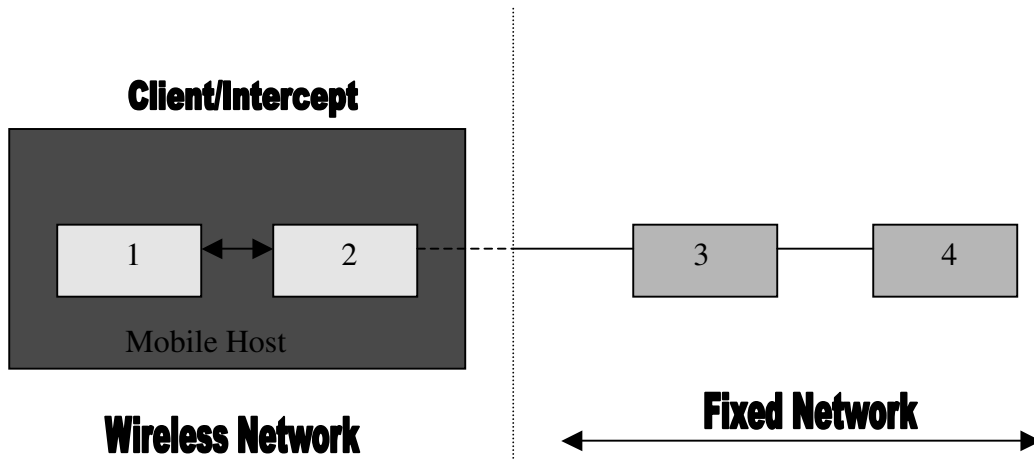 Client/Intercept
1
2
3
4
Mobile Host
Fixed Network
Wireless Network